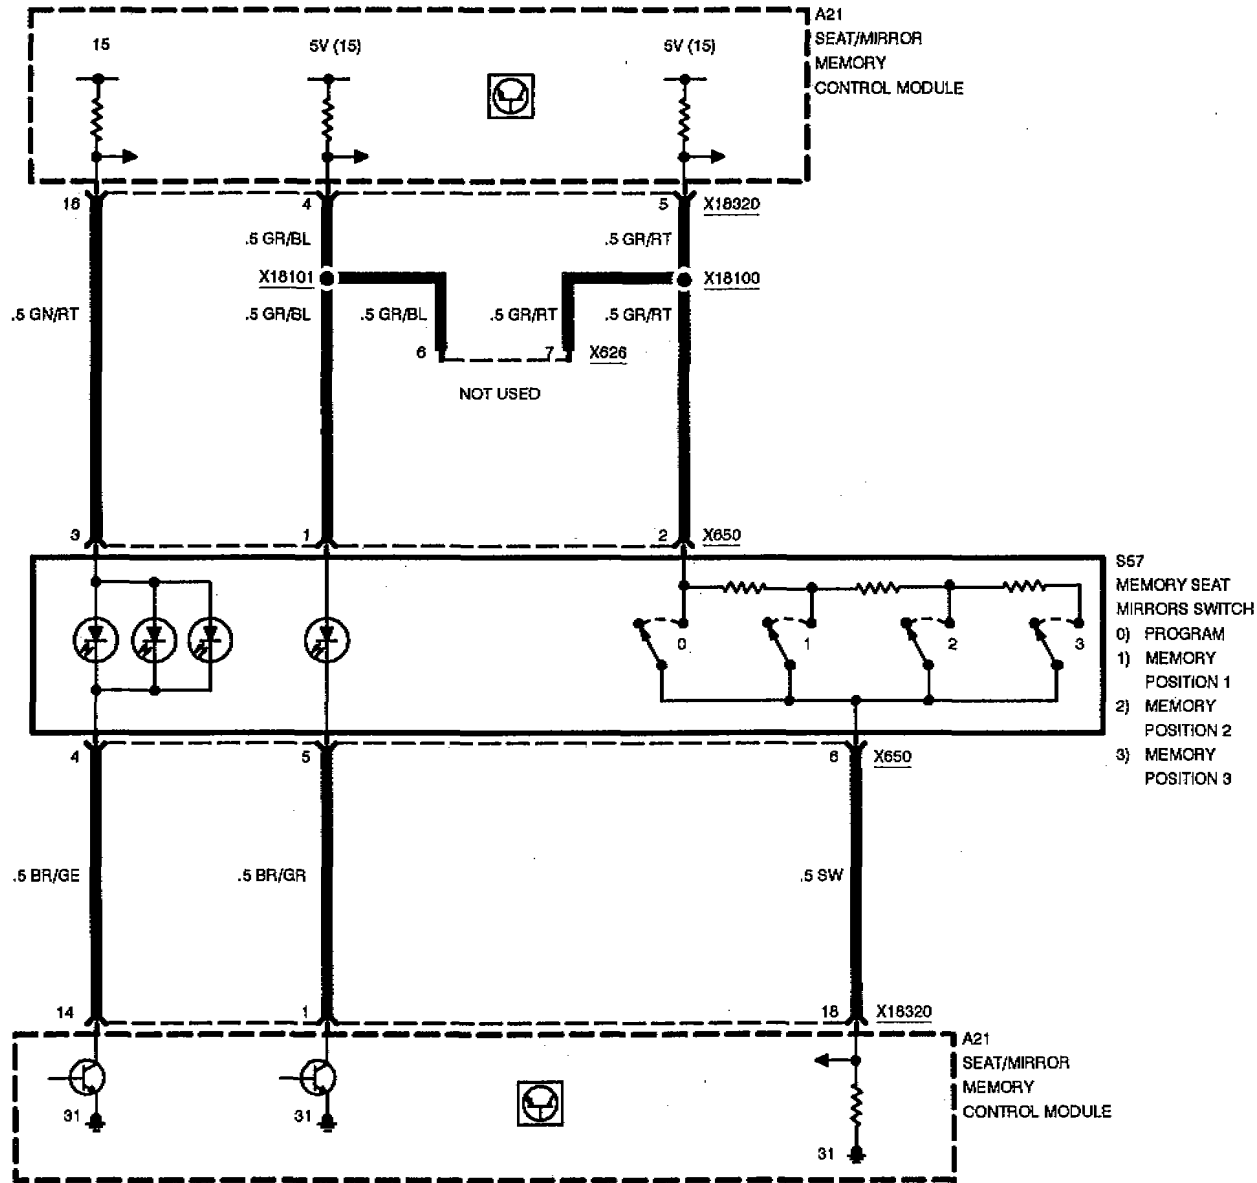 A21
15 5V (15) 5V (15) SEAT/MIRROR
MEMORY
CONTROL MODULE
16 4 5 X18320
.5 GR/BL .5 GR/RT
X18101 X18100
.5 GN/RT .5 GR/BL .5 GR/BL .5 GR/RT .5 GR/RT
6 7 X626
NOT USED
3 1 2 X650
S57
MEMORY SEAT
MIRRORS SWITCH
0 1 2 3
0) PROGRAM
1) MEMORY
POSITION 1
2) MEMORY
POSITION 2
3) MEMORY
POSITION 3
4 5 6 X650
.5 BR/GE .5 BR/GR .5 SW
14 1 18 X18320
A21
SEAT/MIRROR
MEMORY
CONTROL MODULE
31 31
31